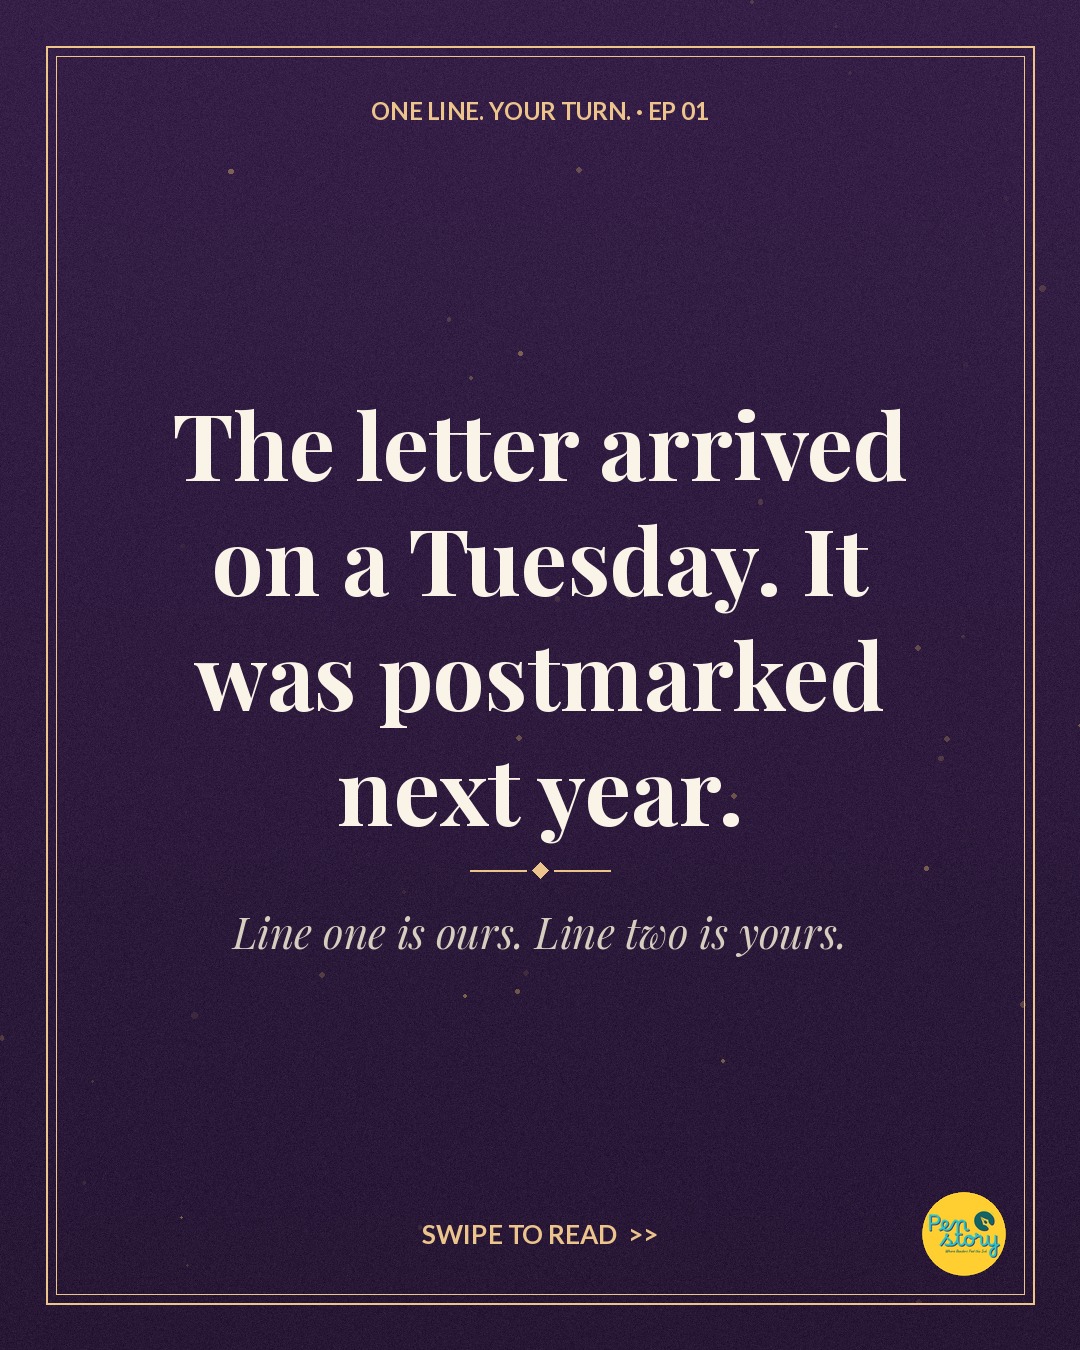 ONE LINE. YOUR TURN. • EP 01
The letter arrived
on a Tuesday. It
was postmarked
next year.
Line one is ours. Line two is yours.
SWIPE TO READ >>
Pen
story